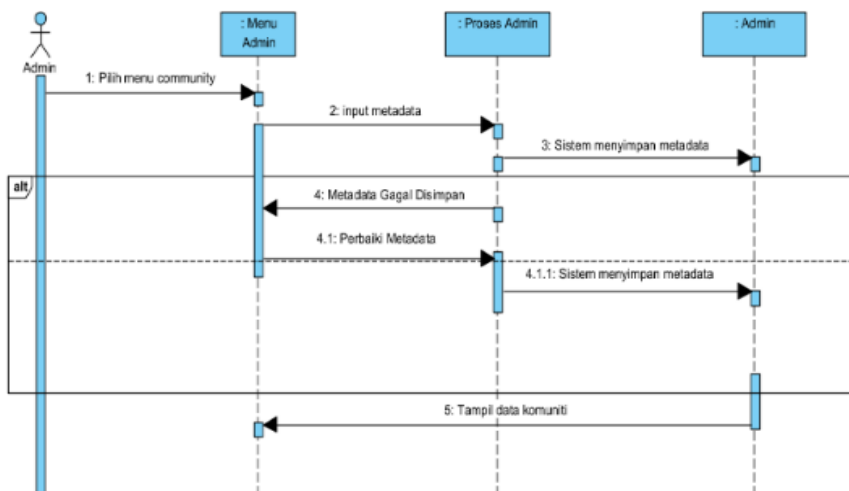 : Menu
Admin
: Proses Admin
: Admin
Admin
1: Pilih menu community
2: input metadata
3: Sistem menyimpan metadata
alt
4: Metadata Gagal Disimpan
4.1: Perbaiki Metadata
4.1.1: Sistem menyimpan metadata
5: Tampil data komuniti